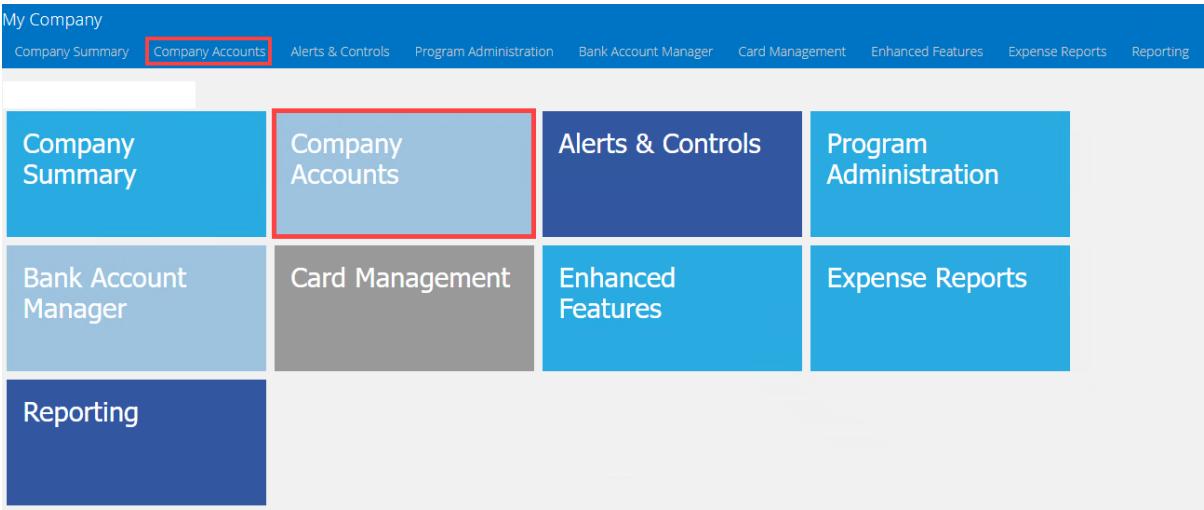 My Company
Company Summary Company Accounts Alerts & Controls Program Administration Bank Account Manager Card Management Enhanced Features Expense Reports Reporting
Company
Summary
Company
Accounts
Alerts & Controls
Program
Administration
Bank Account
Manager
Card Management
Enhanced
Features
Expense Reports
Reporting